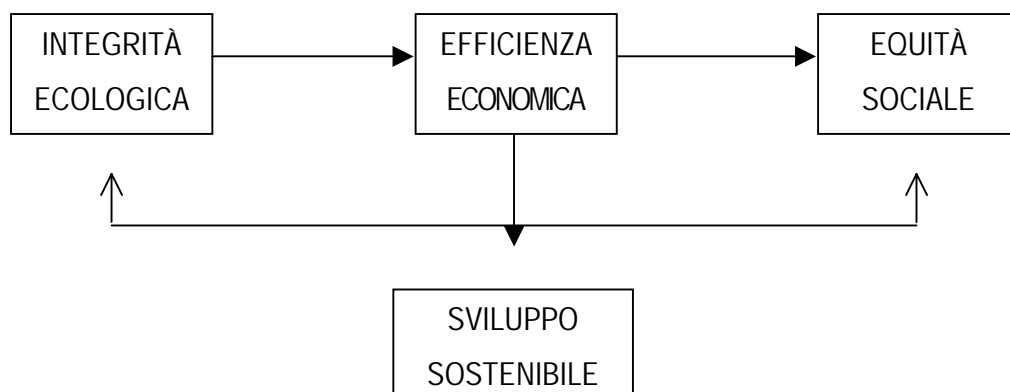 INTEGRITÀ
ECOLOGICA
EFFICIENZA
ECONOMICA
EQUITÀ
SOCIALE
SVILUPPO
SOSTENIBILE